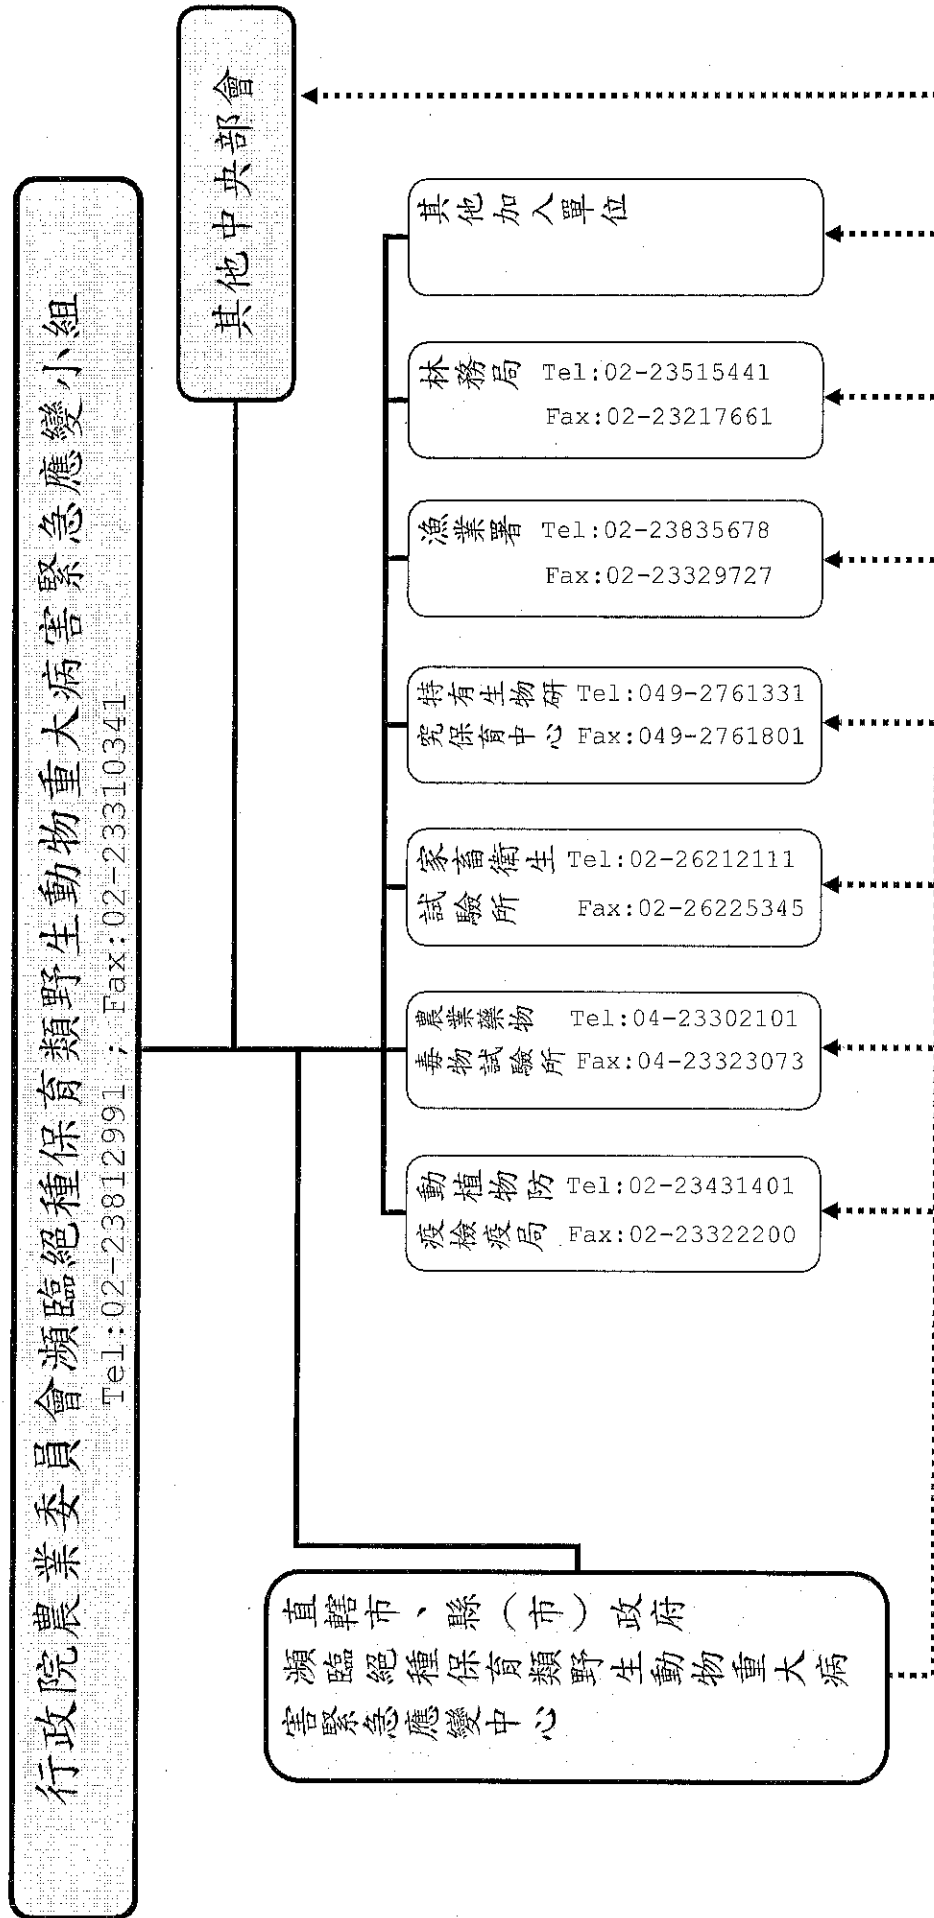 行政院農業委員會瀕臨絕種保育類野生動物重大病害緊急應變小組
Tel:02-23812991；Fax:02-23310341
其他中央部會
直轄市、縣（市）政府
瀕臨絕種保育類野生動物重大病
害緊急應變中心
動植物防 Tel:02-23431401
疫檢疫局 Fax:02-23322200
農業藥物 Tel:04-23302101
毒物試驗所 Fax:04-23323073
家畜衛生 Tel:02-26212111
試驗所 Fax:02-26225345
特有生物研 Tel:049-2761331
究保育中心 Fax:049-2761801
漁業署 Tel:02-23835678
Fax:02-23329727
林務局 Tel:02-23515441
Fax:02-23217661
其他加入單位